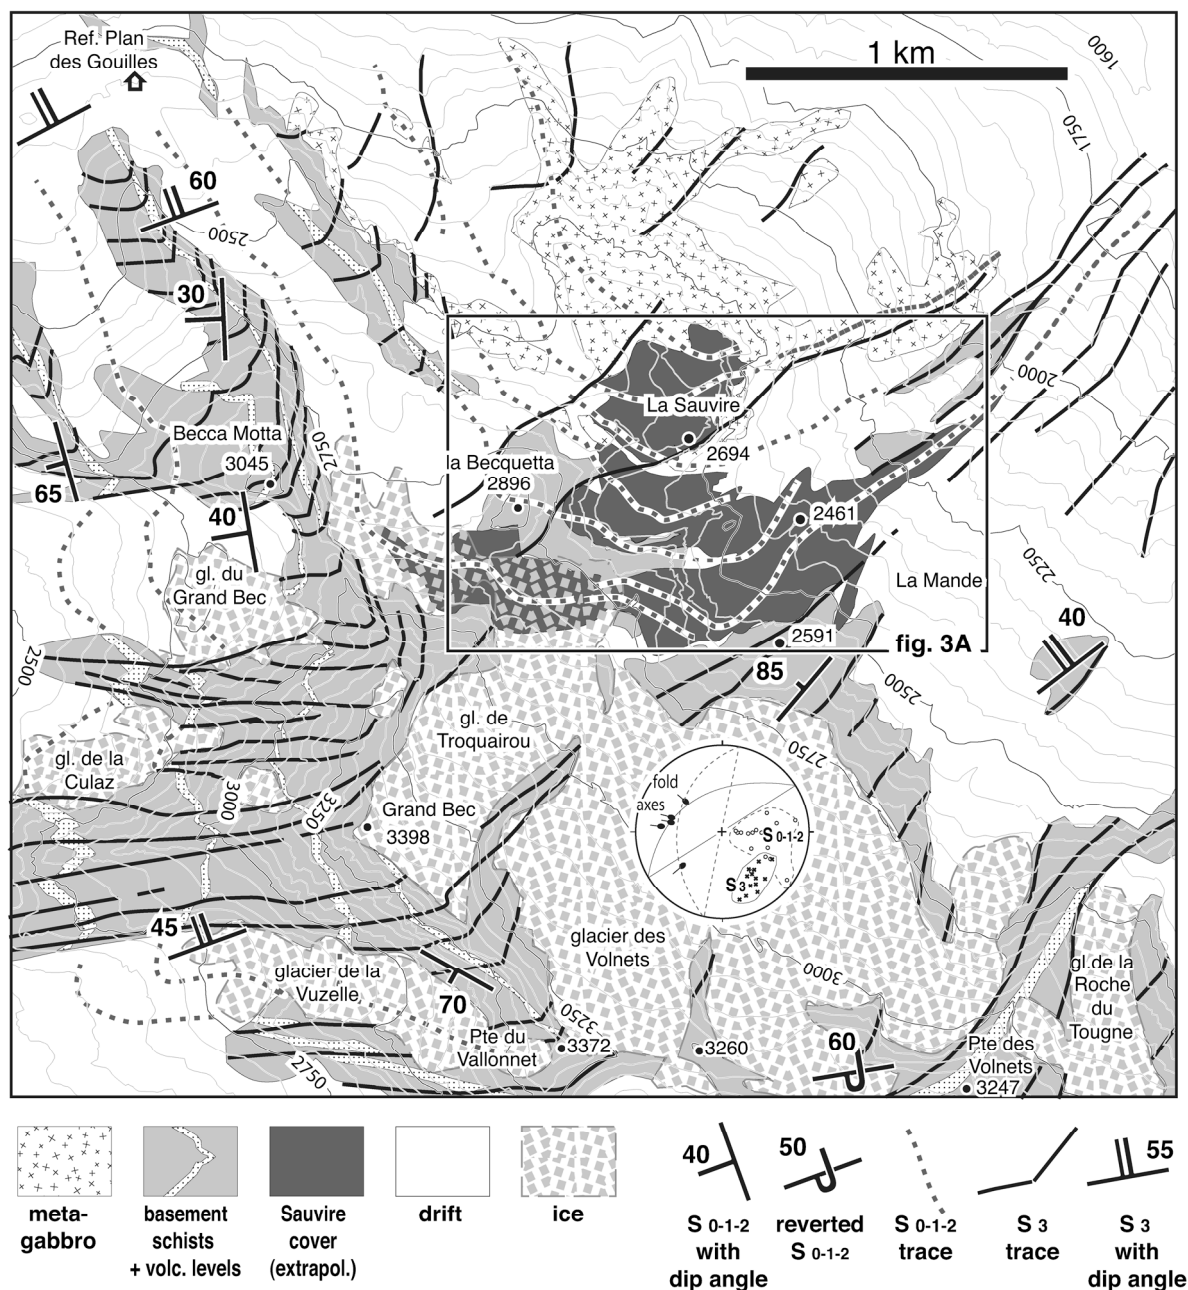 Ref. Plan
des Gouilles
1 km
1600
1750
60
2500
30
2000
La Sauvire
2694
Becca Motta
3045
2750
65
la Becquetta
2896
2461
40
gl. du
Grand Bec
La Mande
2250
40
2591
fig. 3A
85
2500
2500
gl. de
Troquairou
2750
gl. de la
Culaz
3000
3250
Grand Bec
3398
fold
axes
S 0-1-2
S 3
45
glacier des
Volnets
3000
glacier de la
Vuzelle
70
gl.de la
Roche
du
Tougne
3250
Pte du
Vallonnet
3372
3260
60
Pte des
Volnets
3247
2750
meta-
gabbro
basement
schists
+ volc. levels
Sauvire
cover
(extrapol.)
drift
ice
40
S 0-1-2
with
dip angle
50
reverted
S 0-1-2
S 0-1-2
trace
S 3
trace
55
S 3
with
dip angle